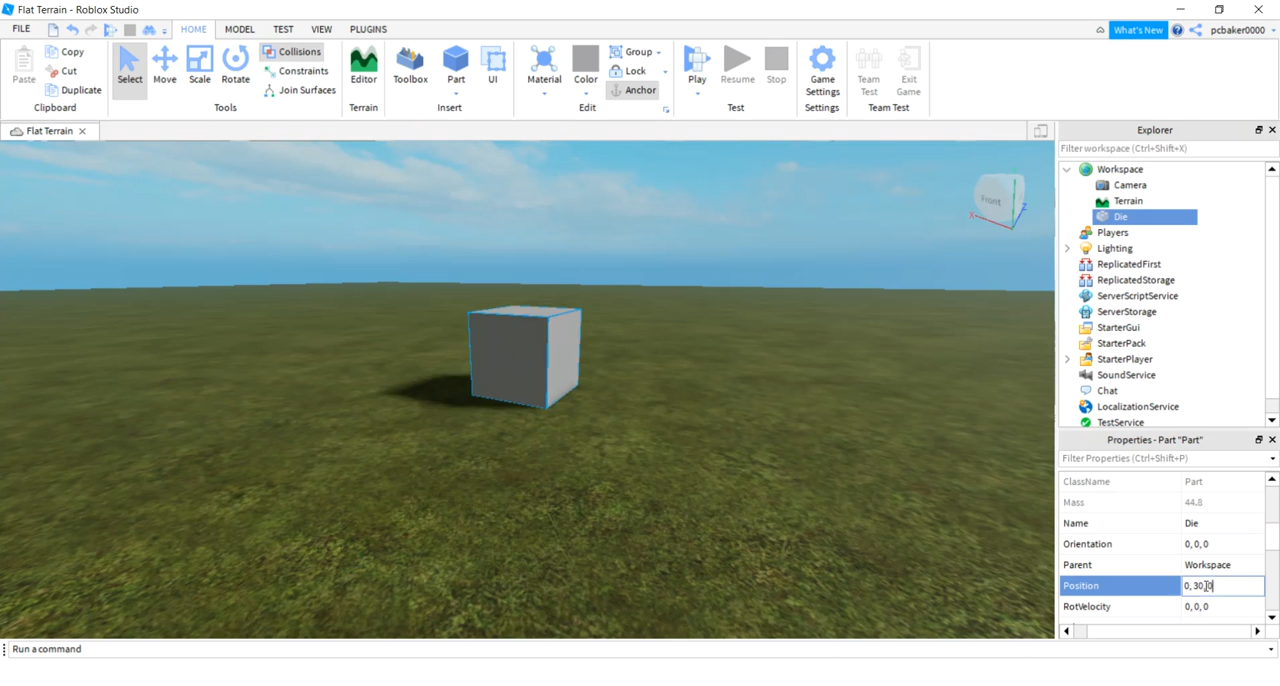 Flat Terrain - Roblox Studio
FILE HOME MODEL TEST VIEW PLUGINS What's New pcbaker0000
Paste Copy Cut Duplicate
Clipboard
Select Move Scale Rotate Collisions Constraints Join Surfaces
Tools
Editor
Terrain
Toolbox Part UI
Insert
Material Color Group Lock Anchor
Edit
Play Resume Stop
Test
Game Settings
Settings
Team Test Exit Game
Team Test
Flat Terrain
Front
X
Z
Explorer
Filter workspace (Ctrl+Shift+X)
Workspace
Camera
Terrain
Die
Players
Lighting
ReplicatedFirst
ReplicatedStorage
ServerScriptService
ServerStorage
StarterGui
StarterPack
StarterPlayer
SoundService
Chat
LocalizationService
TestService
Properties - Part "Part"
Filter Properties (Ctrl+Shift+P)
ClassName Part
Mass 44.8
Name Die
Orientation 0, 0, 0
Parent Workspace
Position 0, 30, 0
RotVelocity 0, 0, 0
Run a command